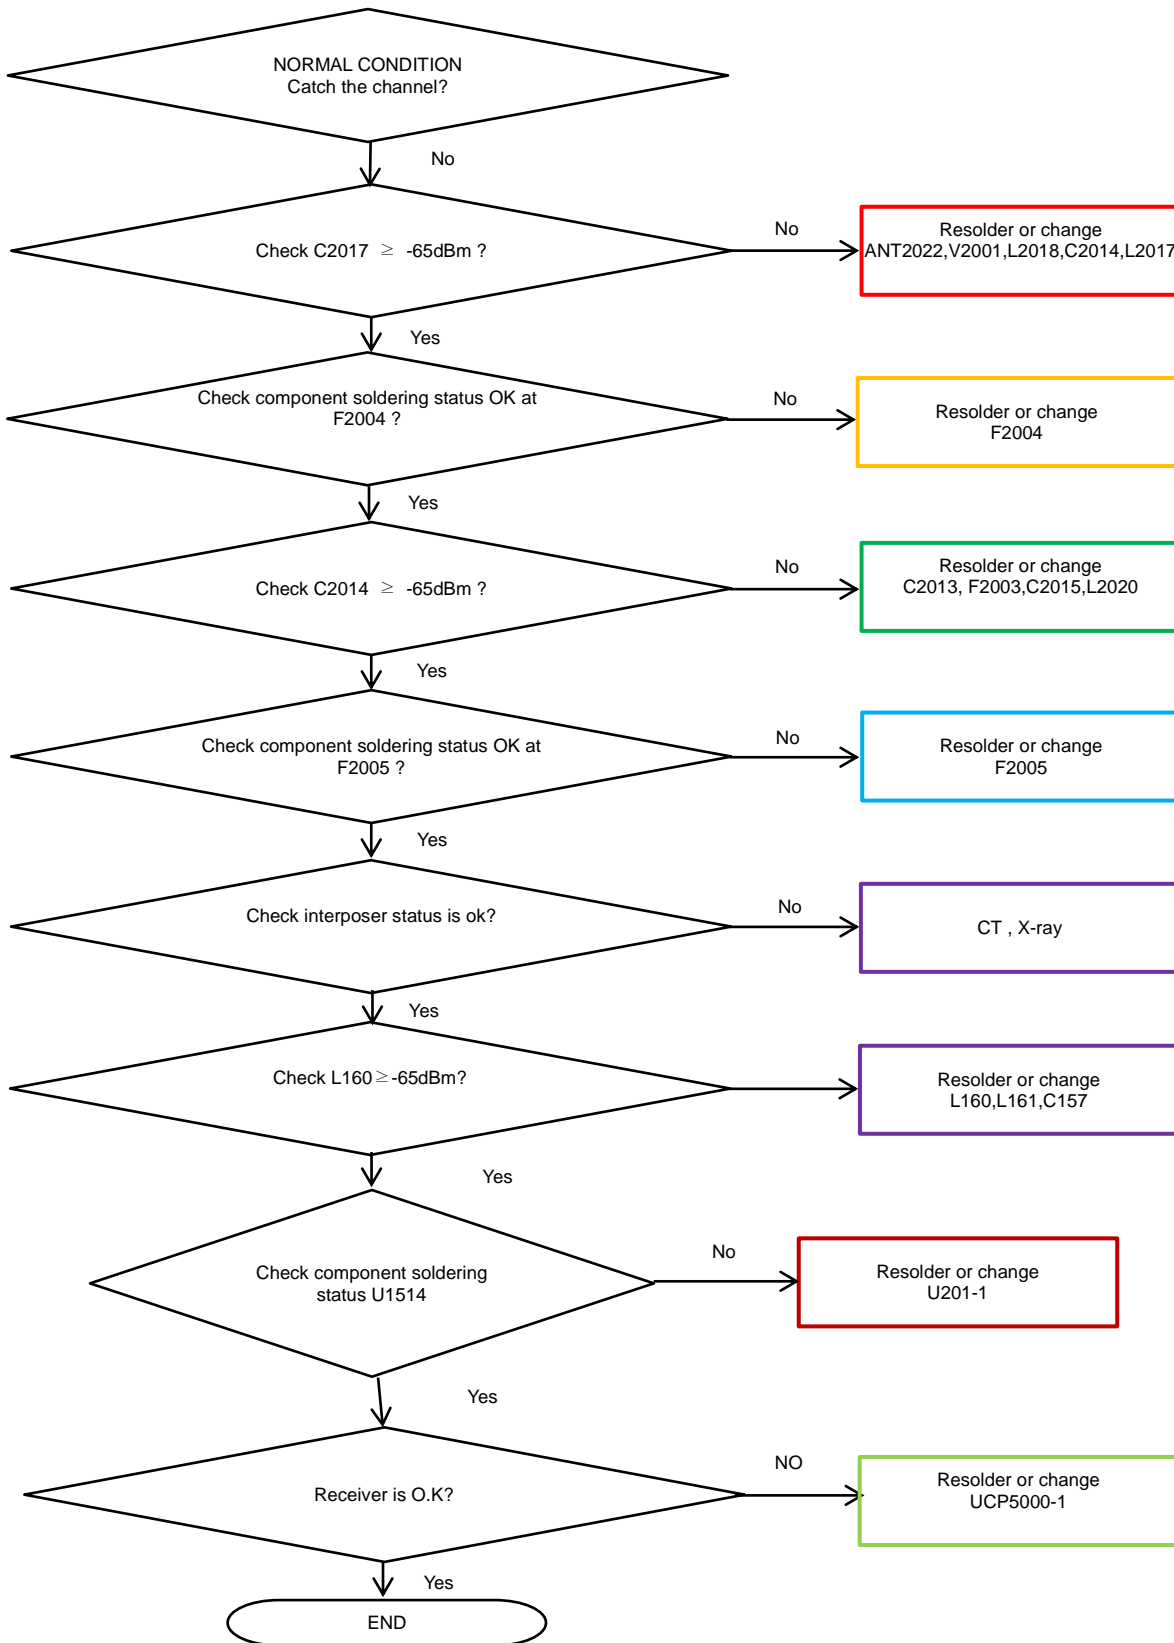 NORMAL CONDITION
Catch the channel?
No
Check C2017 ≥ -65dBm ?
No
Resolder or change
ANT2022,V2001,L2018,C2014,L2017
Yes
Check component soldering status OK at
F2004 ?
No
Resolder or change
F2004
Yes
Check C2014 ≥ -65dBm ?
No
Resolder or change
C2013, F2003,C2015,L2020
Yes
Check component soldering status OK at
F2005 ?
No
Resolder or change
F2005
Yes
Check interposer status is ok?
No
CT , X-ray
Yes
Check L160≥-65dBm?
Resolder or change
L160,L161,C157
Yes
Check component soldering
status U1514
No
Resolder or change
U201-1
Yes
Receiver is O.K?
NO
Resolder or change
UCP5000-1
Yes
END